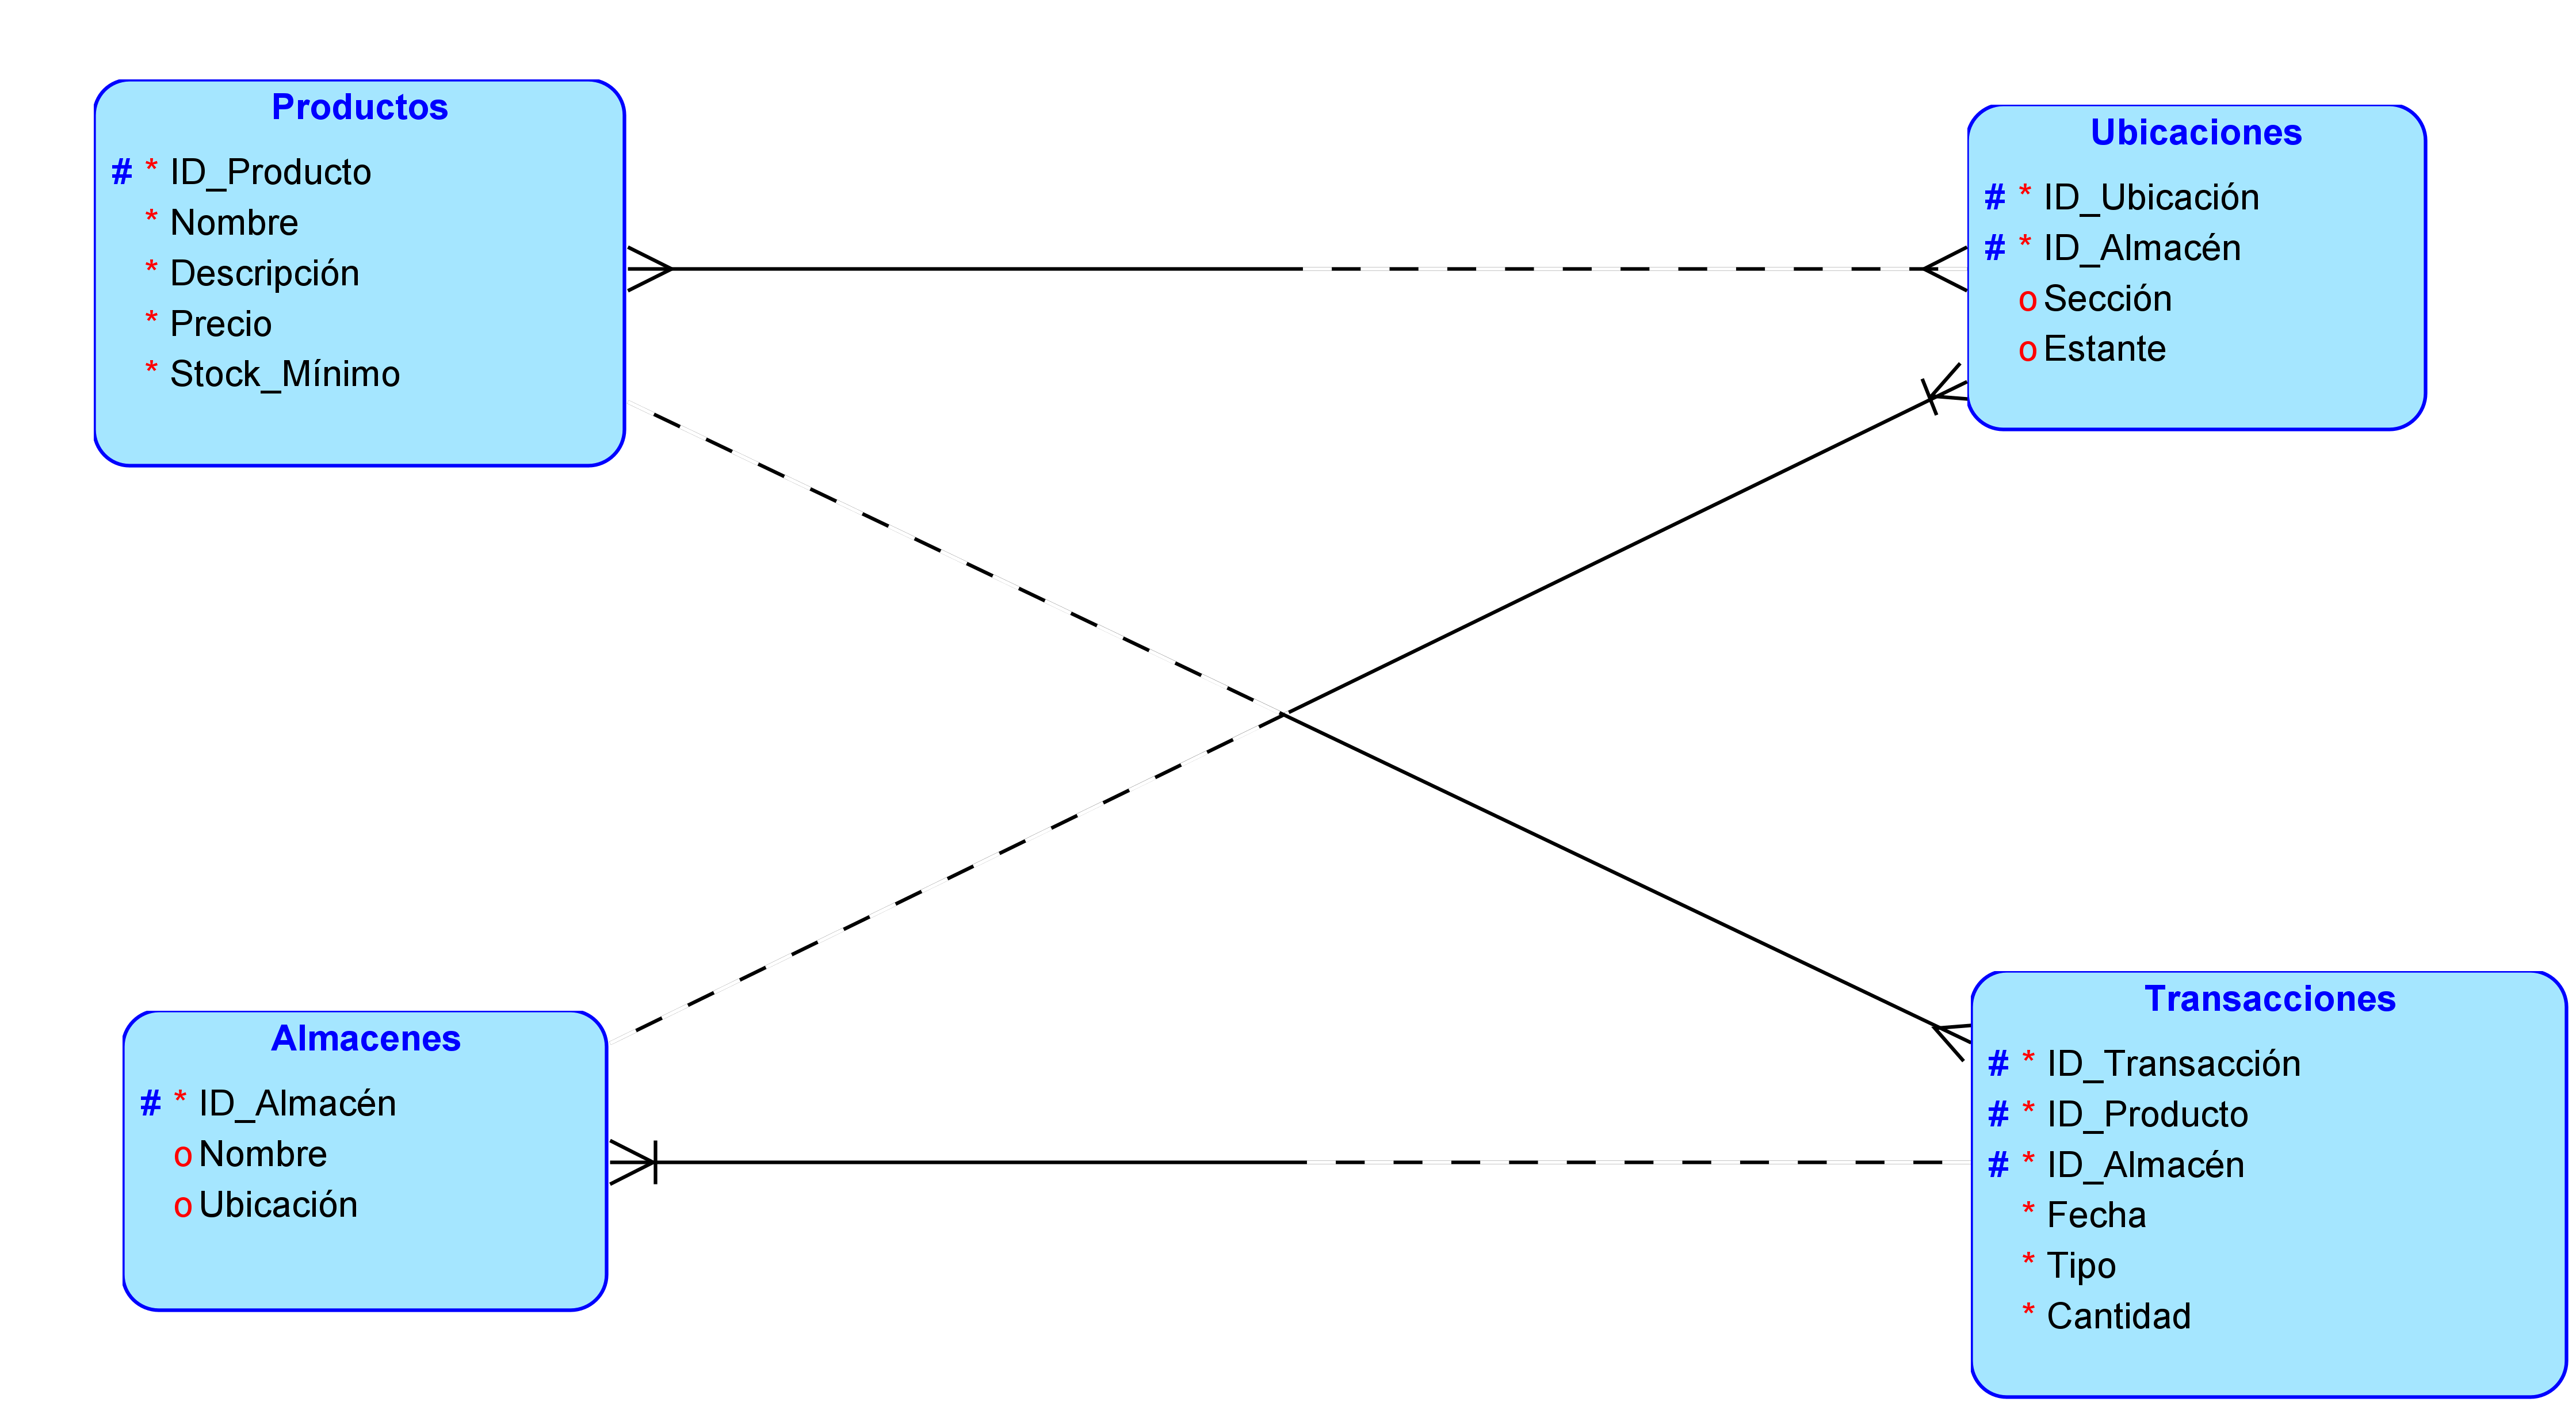 Productos
# * ID_Producto
* Nombre
* Descripción
* Precio
* Stock_Mínimo
Ubicaciones
# * ID_Ubicación
# * ID_Almacén
o Sección
o Estante
Almacenes
# * ID_Almacén
o Nombre
o Ubicación
Transacciones
# * ID_Transacción
# * ID_Producto
# * ID_Almacén
* Fecha
* Tipo
* Cantidad